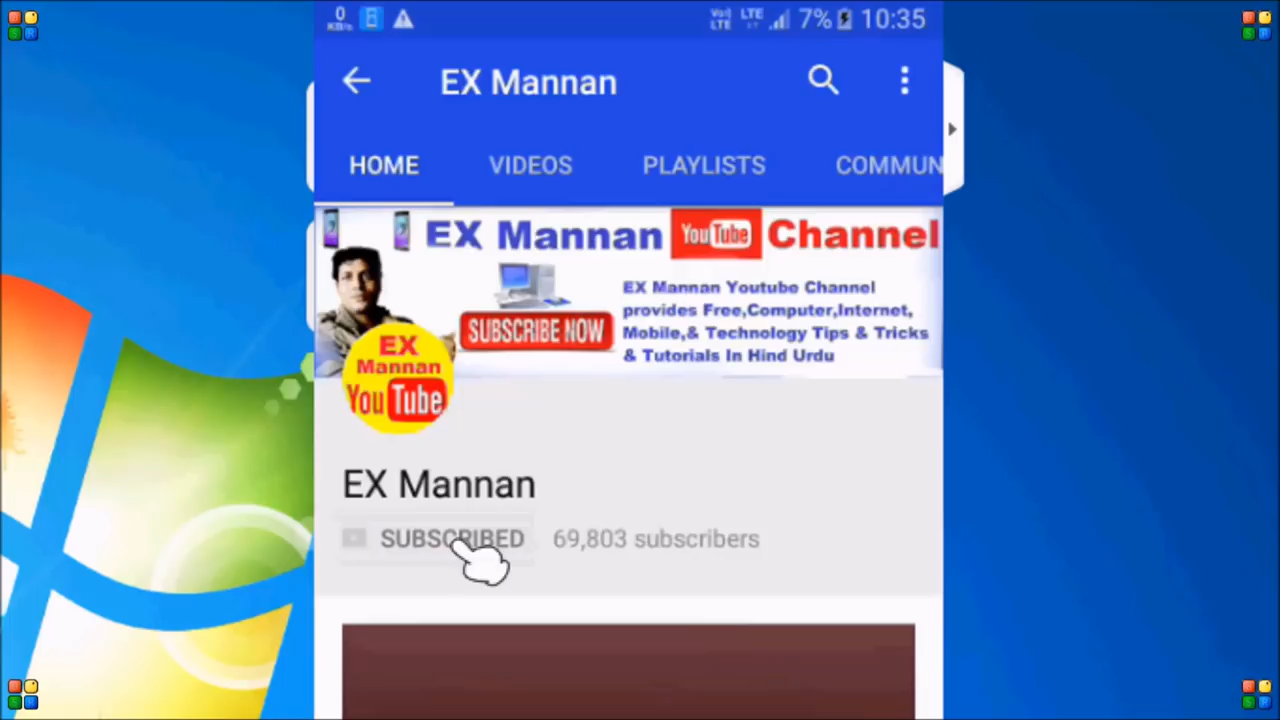 0
KB/s
Vo)
LTE
LTE
7%
10:35
EX Mannan
HOME
VIDEOS
PLAYLISTS
COMMUN
EX Mannan YouTube Channel
EX Mannan Youtube Channel
provides Free,Computer,Internet,
Mobile,& Technology Tips & Tricks
& Tutorials In Hind Urdu
SUBSCRIBE NOW
EX
Mannan
YouTube
EX Mannan
SUBSCRIBED
69,803 subscribers